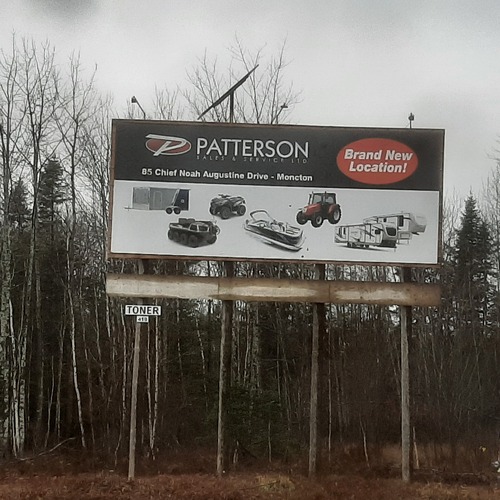 PATTERSON
SALES & SERVICE LTD.
85 Chief Noah Augustine Drive - Moncton
Brand New
Location!
TONER